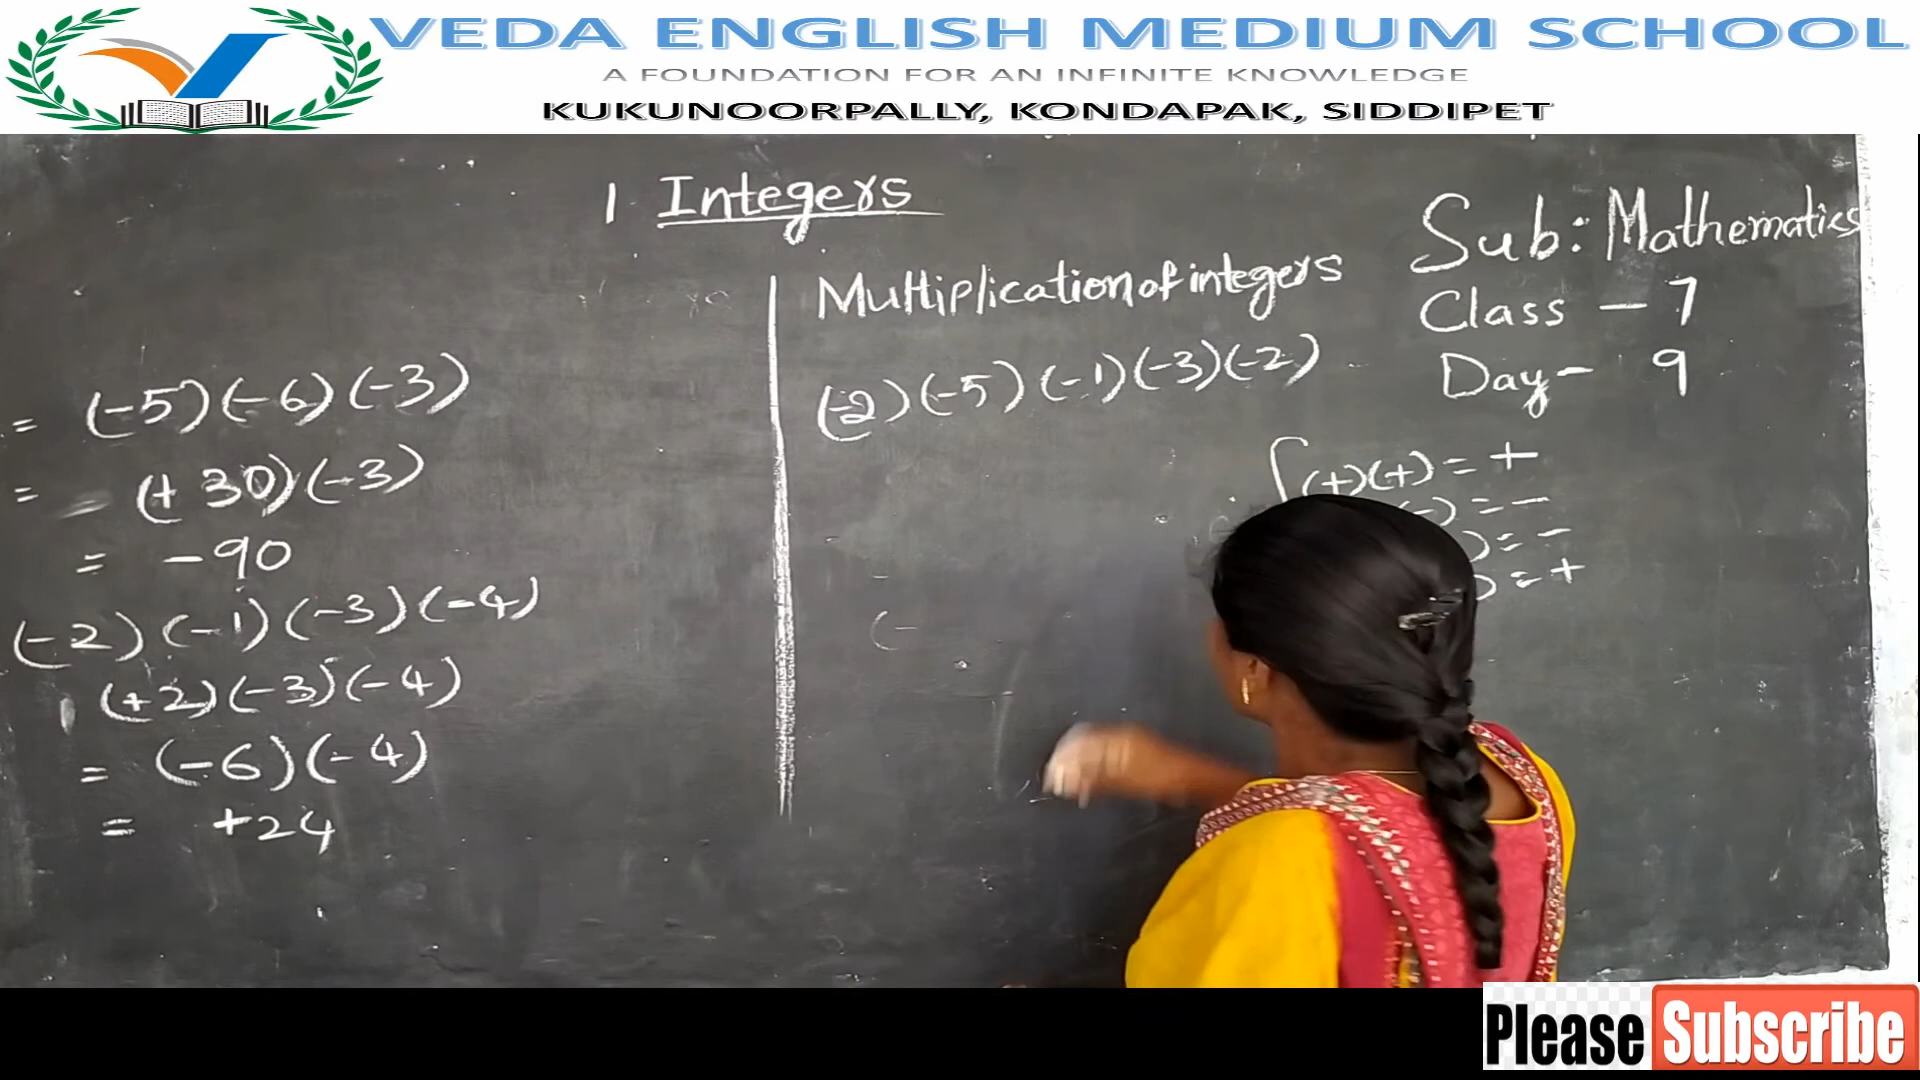 VEDA ENGLISH MEDIUM SCHOOL
A FOUNDATION FOR AN INFINITE KNOWLEDGE
KUKUNOORPALLY, KONDAPAK, SIDDIPET
1 Integers
= (-5)(-6)(-3)
= (+30)(-3)
= -90
(-2)(-1)(-3)(-4)
(+2)(-3)(-4)
= (-6)(-4)
= +24
Multiplication of integers
(-2)(-5)(-1)(-3)(-2)
(-
Sub: Mathematics
Class - 7
Day - 9
(+)(+) = +
(-) = -
) = -
) = +
Please Subscribe